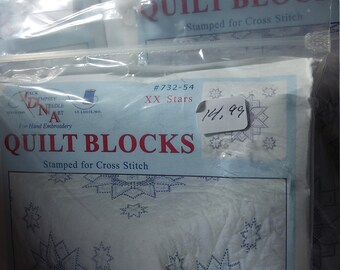 QUILT BLOCKS
Stamped for Cross Stitch
#732-54
XX Stars
For Hand Embroidery
14.99
QUILT BLOCKS
Stamped for Cross Stitch